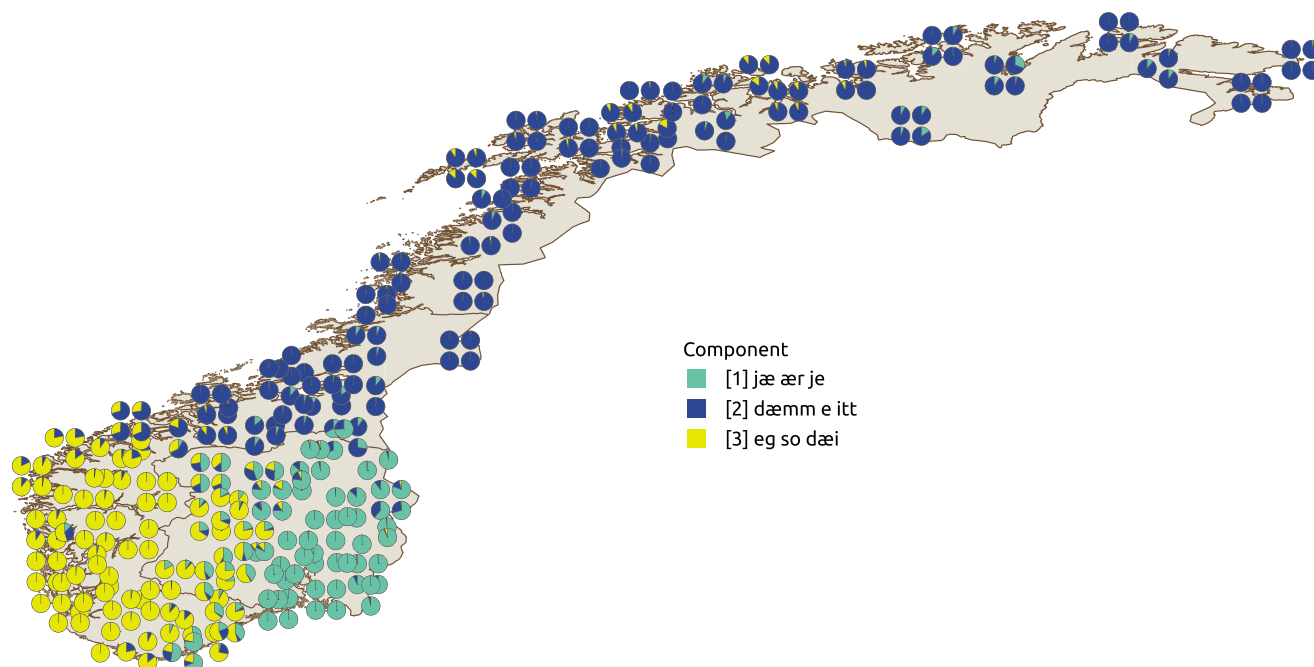 Component
[1] jæ ær je
[2] dæmm e itt
[3] eg so dæi